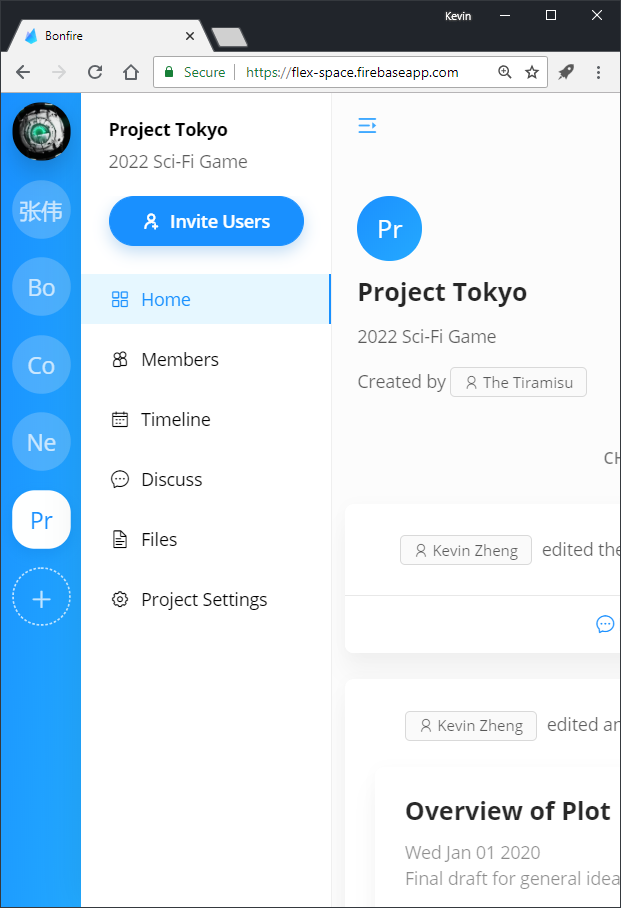 Kevin
Bonfire
Secure https://flex-space.firebaseapp.com
张伟
Bo
Co
Ne
Pr
Project Tokyo
2022 Sci-Fi Game
Invite Users
Home
Members
Timeline
Discuss
Files
Project Settings
Pr
Project Tokyo
2022 Sci-Fi Game
Created by The Tiramisu
CH
Kevin Zheng edited the
Kevin Zheng edited an
Overview of Plot
Wed Jan 01 2020
Final draft for general idea